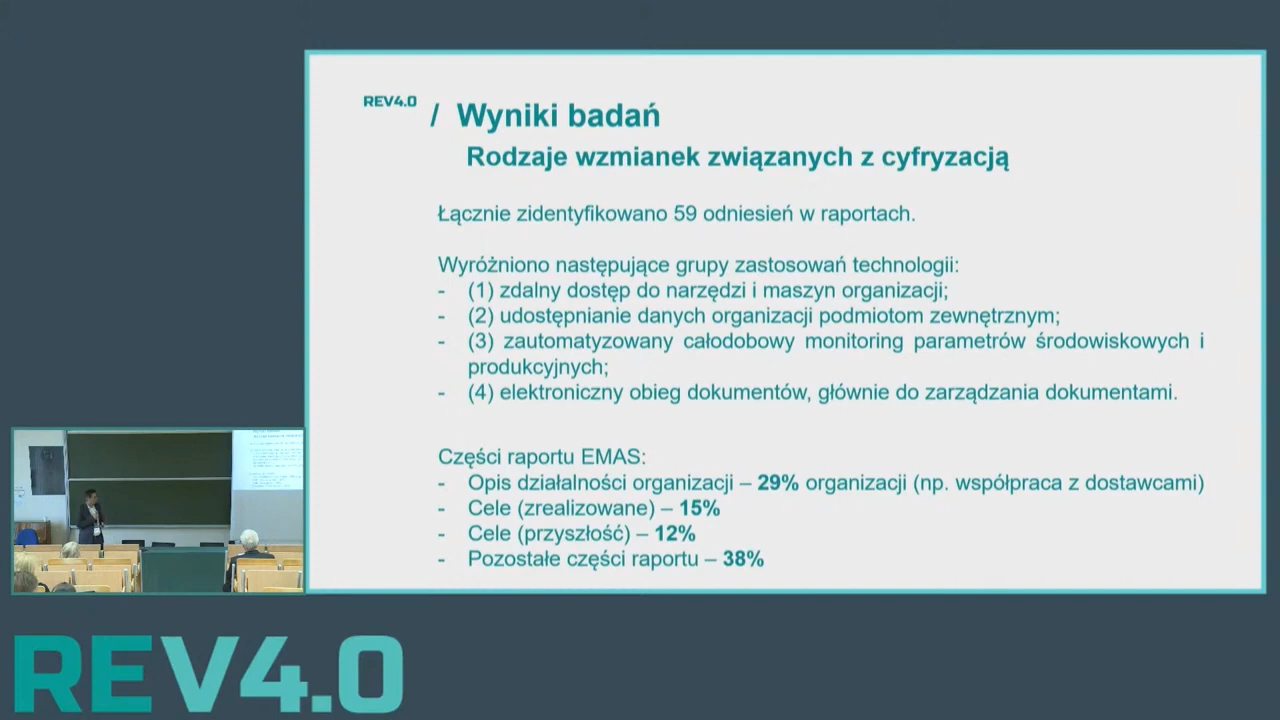 REV4.0
/ Wyniki badań
Rodzaje wzmianek związanych z cyfryzacją
Łącznie zidentyfikowano 59 odniesień w raportach.
Wyróżniono następujące grupy zastosowań technologii:
- (1) zdalny dostęp do narzędzi i maszyn organizacji;
- (2) udostępnianie danych organizacji podmiotom zewnętrznym;
- (3) zautomatyzowany całodobowy monitoring parametrów środowiskowych i
produkcyjnych;
- (4) elektroniczny obieg dokumentów, głównie do zarządzania dokumentami.
Części raportu EMAS:
- Opis działalności organizacji – 29% organizacji (np. współpraca z dostawcami)
- Cele (zrealizowane) – 15%
- Cele (przyszłość) – 12%
- Pozostałe części raportu – 38%
REV4.0